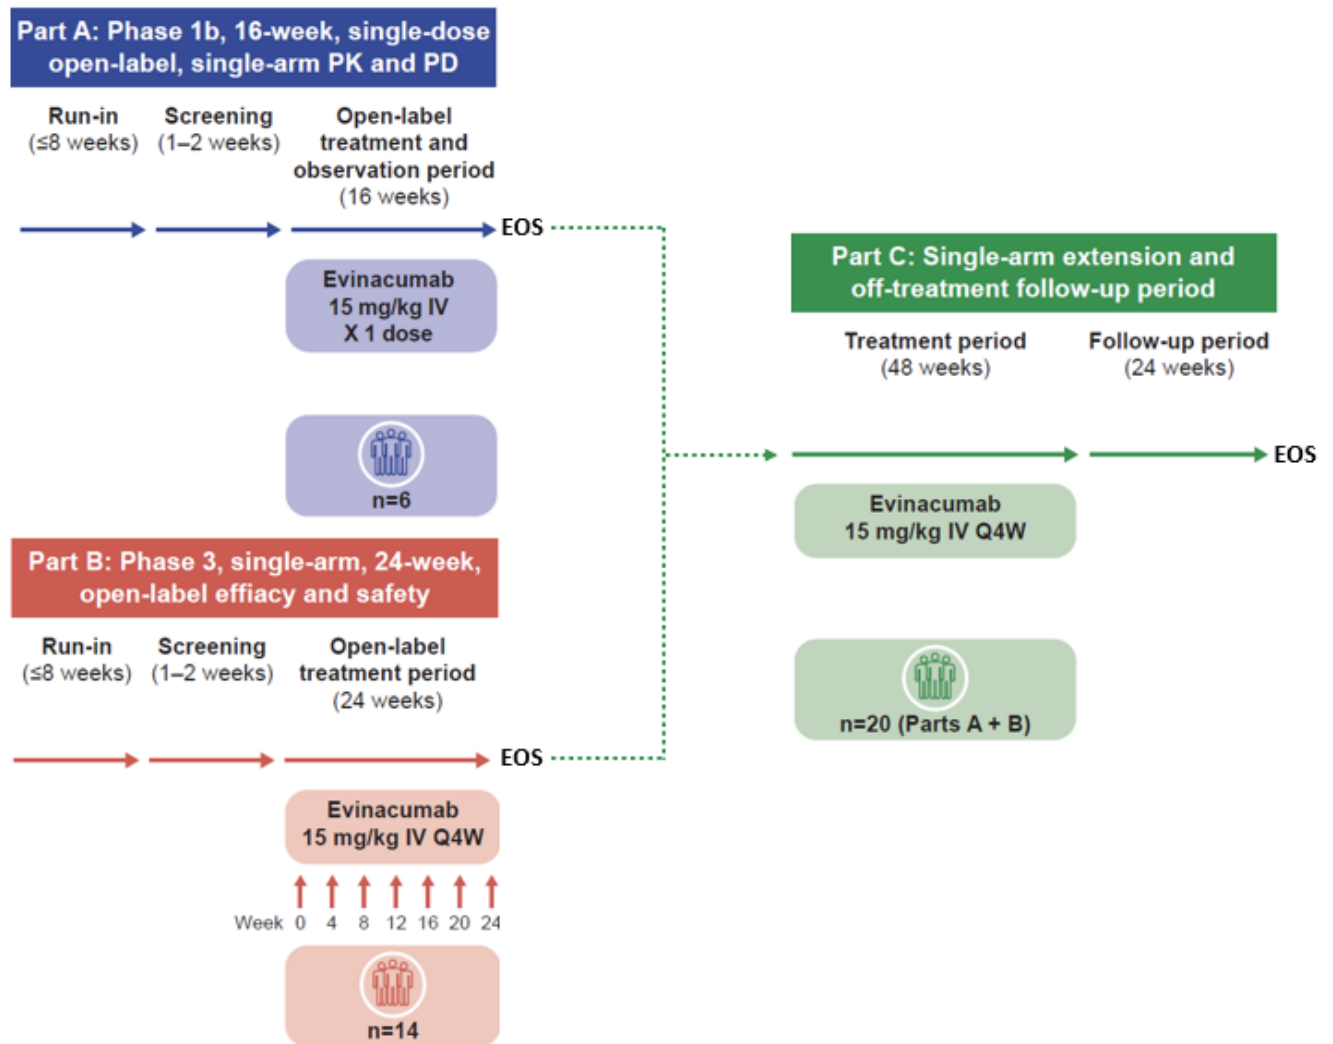 Part A: Phase 1b, 16-week, single-dose
open-label, single-arm PK and PD
Run-in
(≤8 weeks)
Screening
(1–2 weeks)
Open-label
treatment and
observation period
(16 weeks)
EOS
Evinacumab
15 mg/kg IV
X 1 dose
n=6
Part B: Phase 3, single-arm, 24-week,
open-label effiacy and safety
Run-in
(≤8 weeks)
Screening
(1–2 weeks)
Open-label
treatment period
(24 weeks)
EOS
Evinacumab
15 mg/kg IV Q4W
Week 0 4 8 12 16 20 24
n=14
Part C: Single-arm extension and
off-treatment follow-up period
Treatment period
(48 weeks)
Follow-up period
(24 weeks)
EOS
Evinacumab
15 mg/kg IV Q4W
n=20 (Parts A + B)